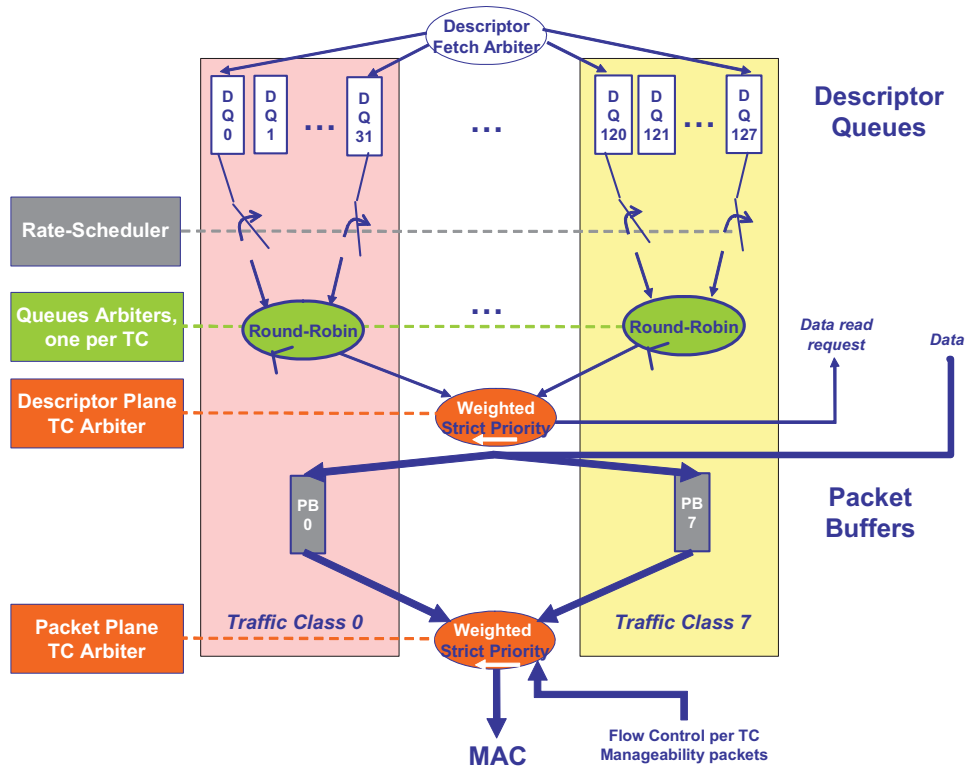 Descriptor
Fetch Arbiter
D
Q
0
D
Q
1
...
D
Q
31
...
D
Q
120
D
Q
121
...
D
Q
127
Descriptor
Queues
Rate-Scheduler
Queues Arbiters,
one per TC
Round-Robin
...
Round-Robin
Data read
request
Data
Descriptor Plane
TC Arbiter
Weighted
Strict Priority
PB
0
PB
7
Packet
Buffers
Traffic Class 0
Traffic Class 7
Packet Plane
TC Arbiter
Weighted
Strict Priority
MAC
Flow Control per TC
Manageability packets